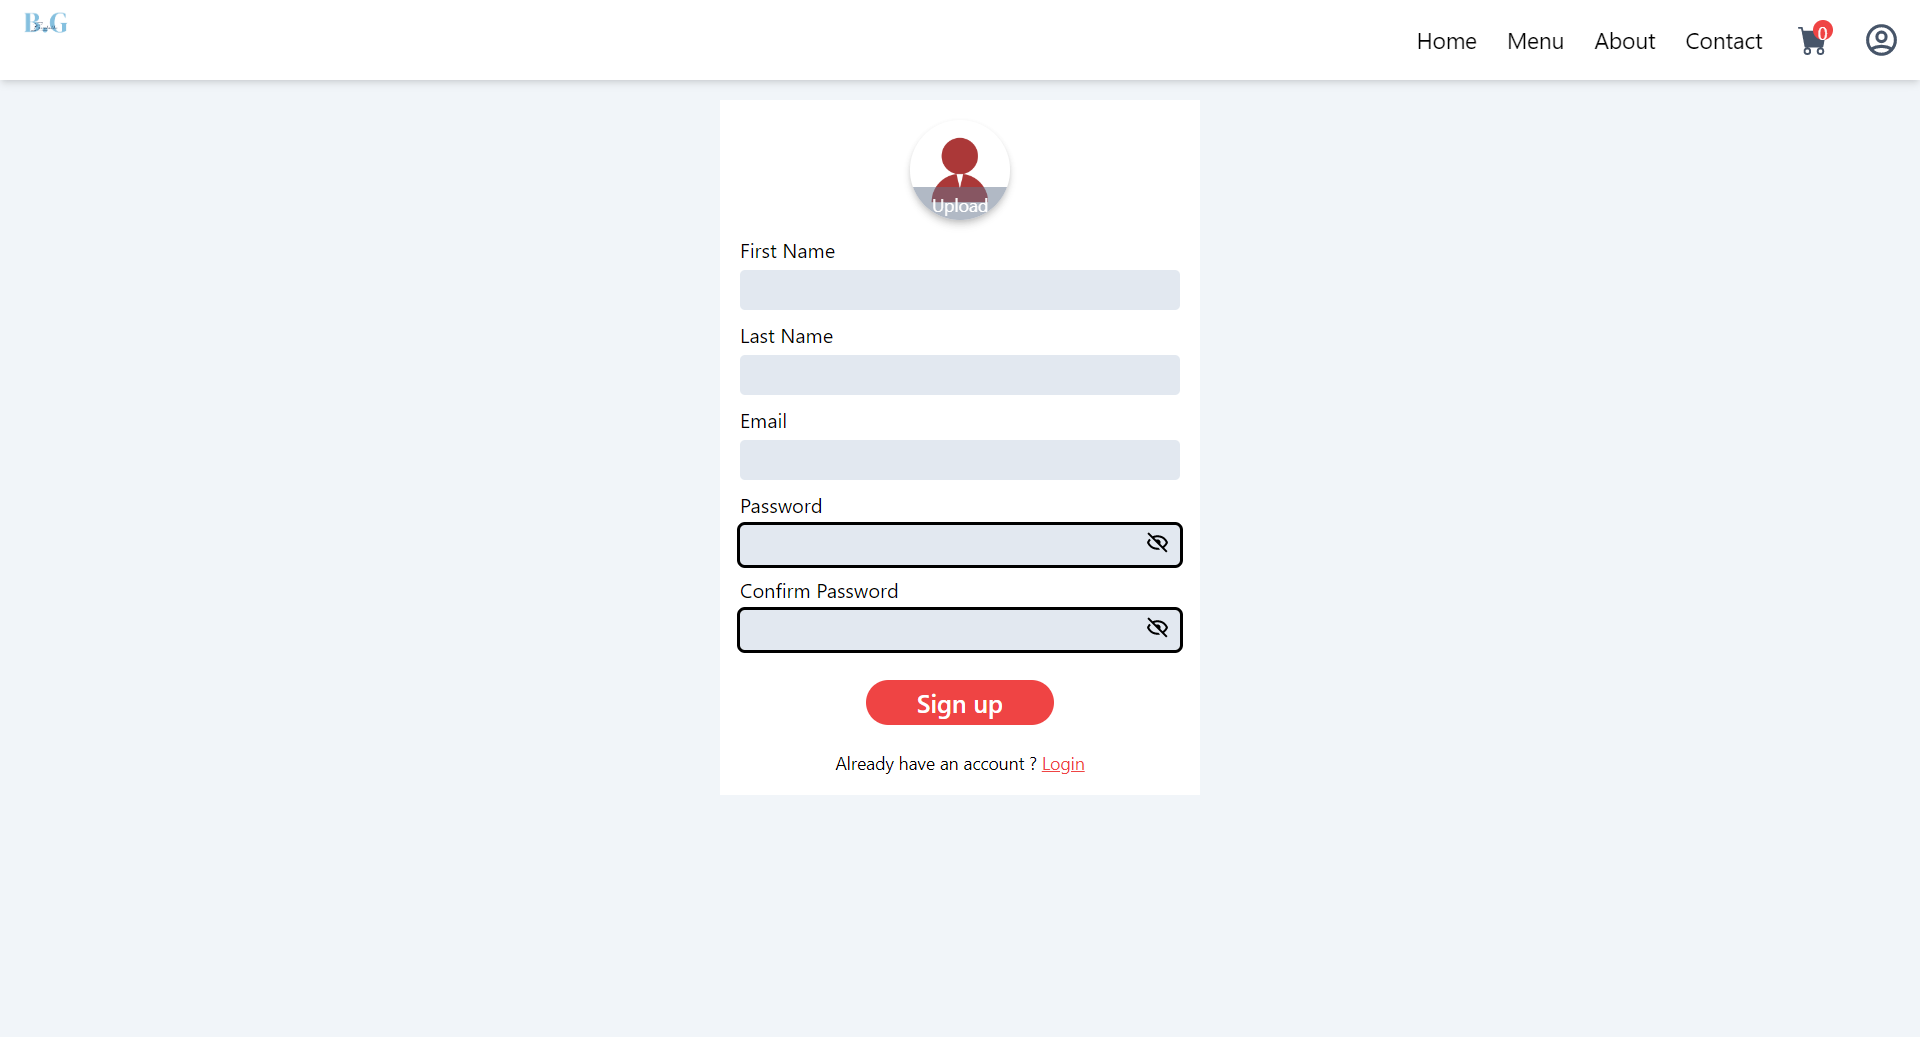 B G
Home Menu About Contact 0
Upload
First Name
Last Name
Email
Password
Confirm Password
Sign up
Already have an account ? Login